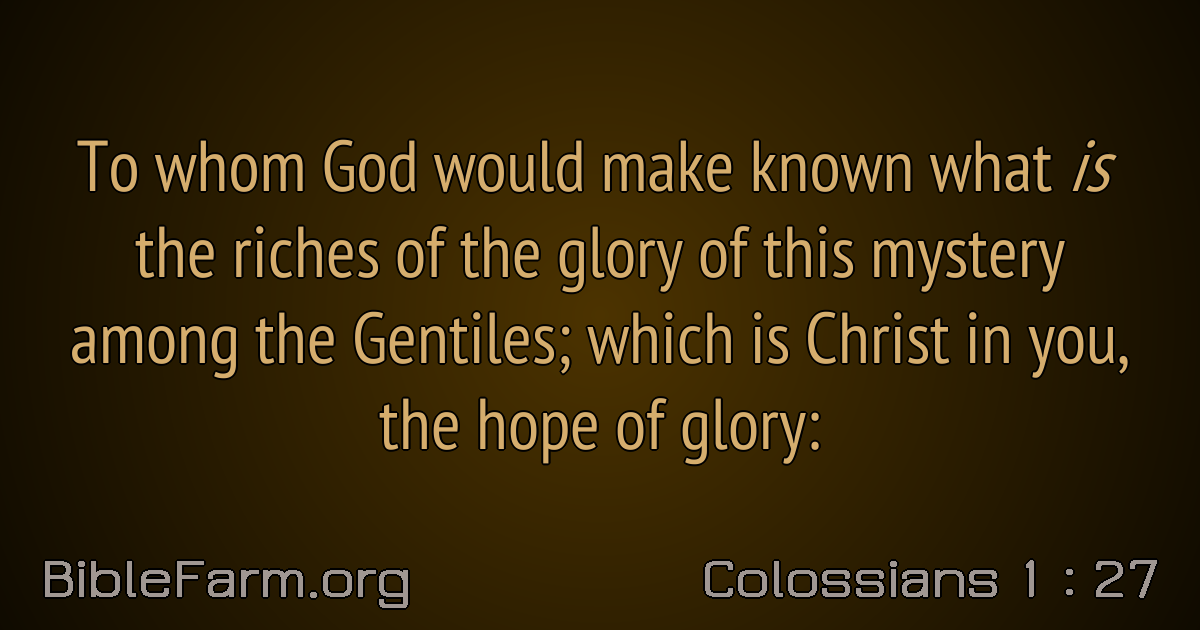 To whom God would make known what is
the riches of the glory of this mystery
among the Gentiles; which is Christ in you,
the hope of glory:
BibleFarm.org
Colossians 1 : 27